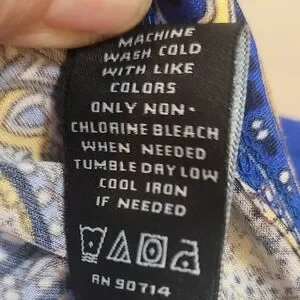 MACHINE
WASH COLD
WITH LIKE
COLORS
ONLY NON-
CHLORINE BLEACH
WHEN NEEDED
TUMBLE DRY LOW
COOL IRON
IF NEEDED
RN 90714